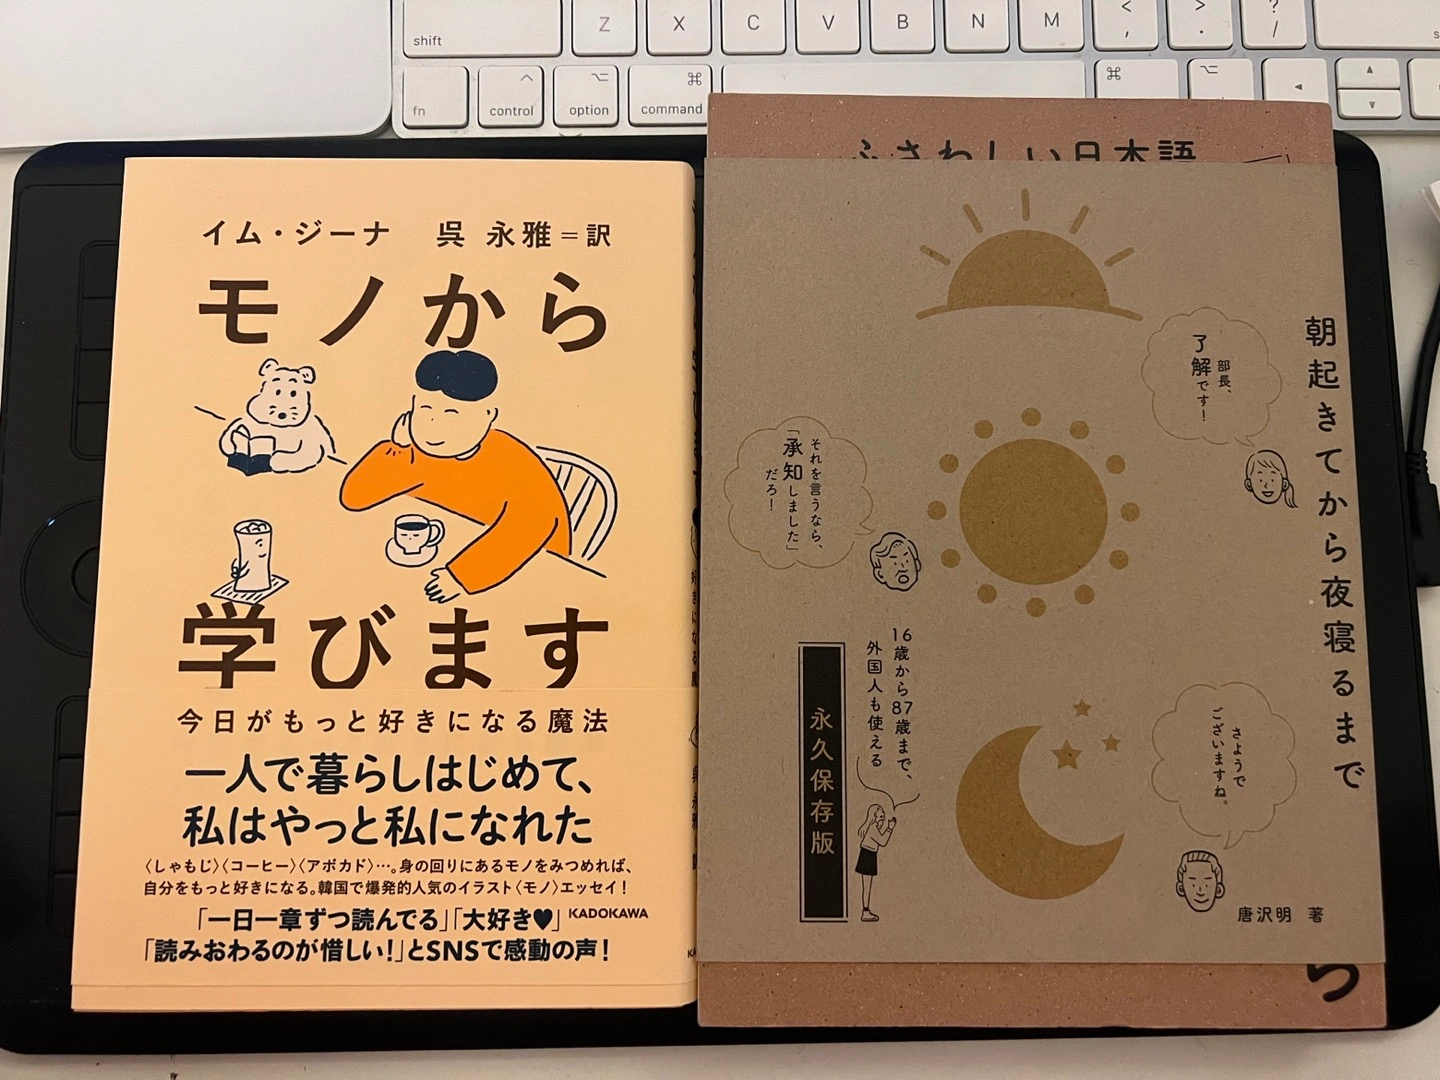 shift
Z
X
C
V
B
N
M
<
,
>
.
?
/
fn
control
option
⌘
command
⌘
イム・ジーナ 呉 永雅=訳
モノから
学びます
今日がもっと好きになる魔法
一人で暮らしはじめて、
私はやっと私になれた
〈しゃもじ〉〈コーヒー〉〈アボカド〉…。身の回りにあるモノをみつめれば、
自分をもっと好きになる。韓国で爆発的人気のイラスト〈モノ〉エッセイ!
「一日一章ずつ読んでる」「大好き♥」
KADOKAWA
「読みおわるのが惜しい!」とSNSで感動の声!
ふさわしい日本語
朝起きてから夜寝るまで
部長、
了解です!
それを言うなら、
「承知しました」
だろ!
16歳から87歳まで、
外国人も使える
永久保存版
さようで
ございますね。
唐沢明 著
ら